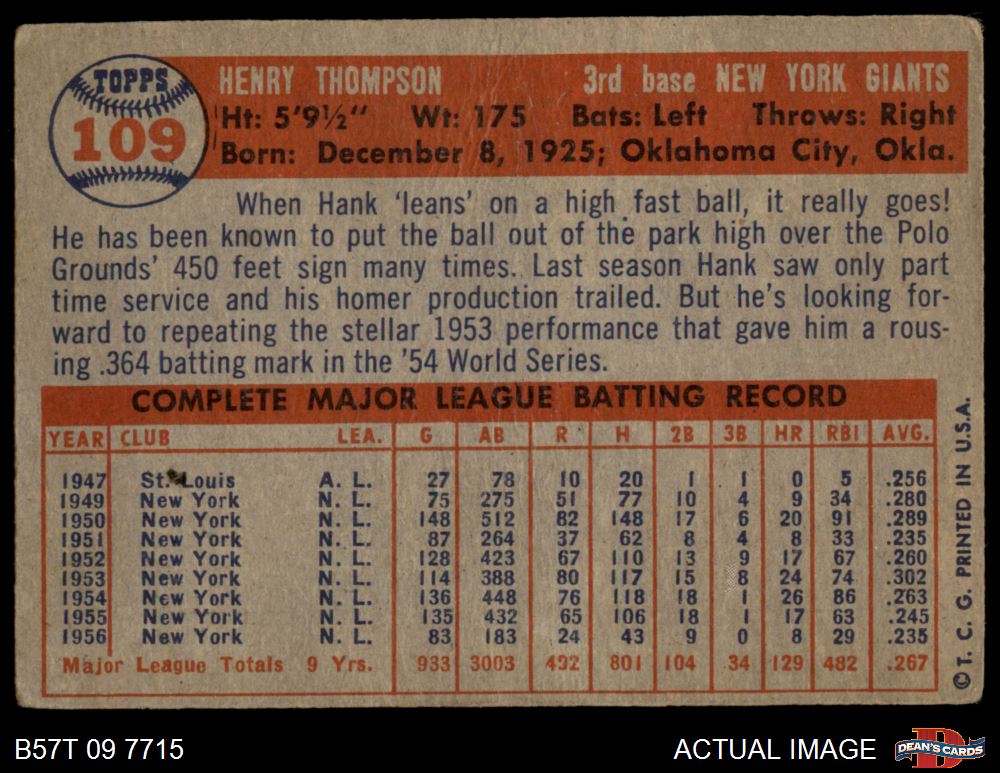 TOPPS
109
HENRY THOMPSON 3rd base NEW YORK GIANTS
Ht: 5'9½" Wt: 175 Bats: Left Throws: Right
Born: December 8, 1925; Oklahoma City, Okla.
When Hank 'leans' on a high fast ball, it really goes!
He has been known to put the ball out of the park high over the Polo
Grounds' 450 feet sign many times. Last season Hank saw only part
time service and his homer production trailed. But he's looking for-
ward to repeating the stellar 1953 performance that gave him a rous-
ing .364 batting mark in the '54 World Series.
COMPLETE MAJOR LEAGUE BATTING RECORD
YEAR CLUB LEA. G AB R H 2B 3B HR RBI AVG.
1947 St. Louis A. L. 27 78 10 20 1 1 0 5 .256
1949 New York N. L. 75 275 51 77 10 4 9 34 .280
1950 New York N. L. 148 512 82 148 17 6 20 91 .289
1951 New York N. L. 87 264 37 62 8 4 8 33 .235
1952 New York N. L. 128 423 67 110 13 9 17 67 .260
1953 New York N. L. 114 388 80 117 15 8 24 74 .302
1954 New York N. L. 136 448 76 118 18 1 26 86 .263
1955 New York N. L. 135 432 65 106 18 1 17 63 .245
1956 New York N. L. 83 183 24 43 9 0 8 29 .235
Major League Totals 9 Yrs. 933 3003 492 801 104 34 129 482 .267
©T. C. G. PRINTED IN U.S.A.
B57T 09 7715
ACTUAL IMAGE
DEAN'S CARDS